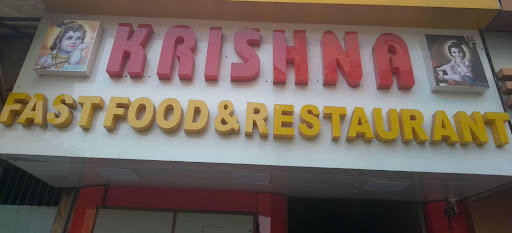 KRISHNA
FAST FOOD & RESTAURANT